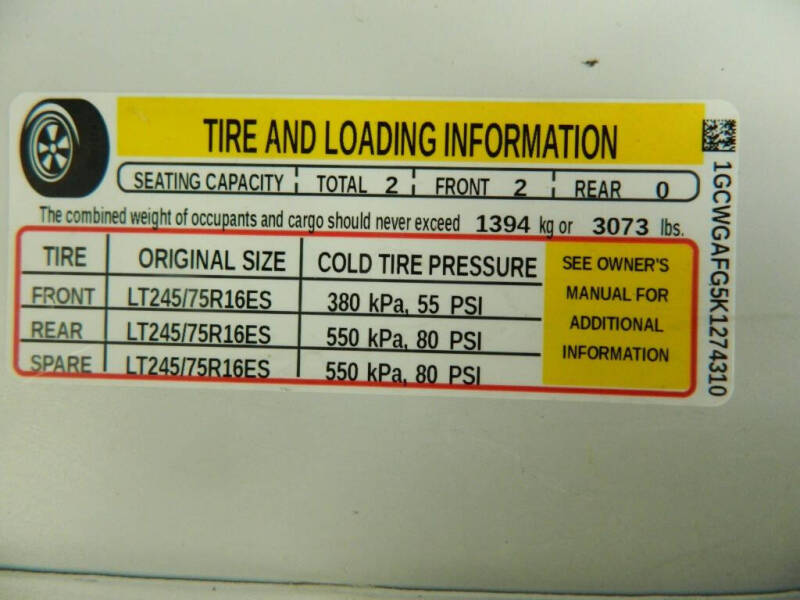 TIRE AND LOADING INFORMATION
SEATING CAPACITY TOTAL 2 FRONT 2 REAR 0
The combined weight of occupants and cargo should never exceed 1394 kg or 3073 lbs.
TIRE ORIGINAL SIZE COLD TIRE PRESSURE
FRONT LT245/75R16ES 380 kPa, 55 PSI
REAR LT245/75R16ES 550 kPa, 80 PSI
SPARE LT245/75R16ES 550 kPa, 80 PSI
SEE OWNER'S
MANUAL FOR
ADDITIONAL
INFORMATION
1GCWGAFG5K1274310